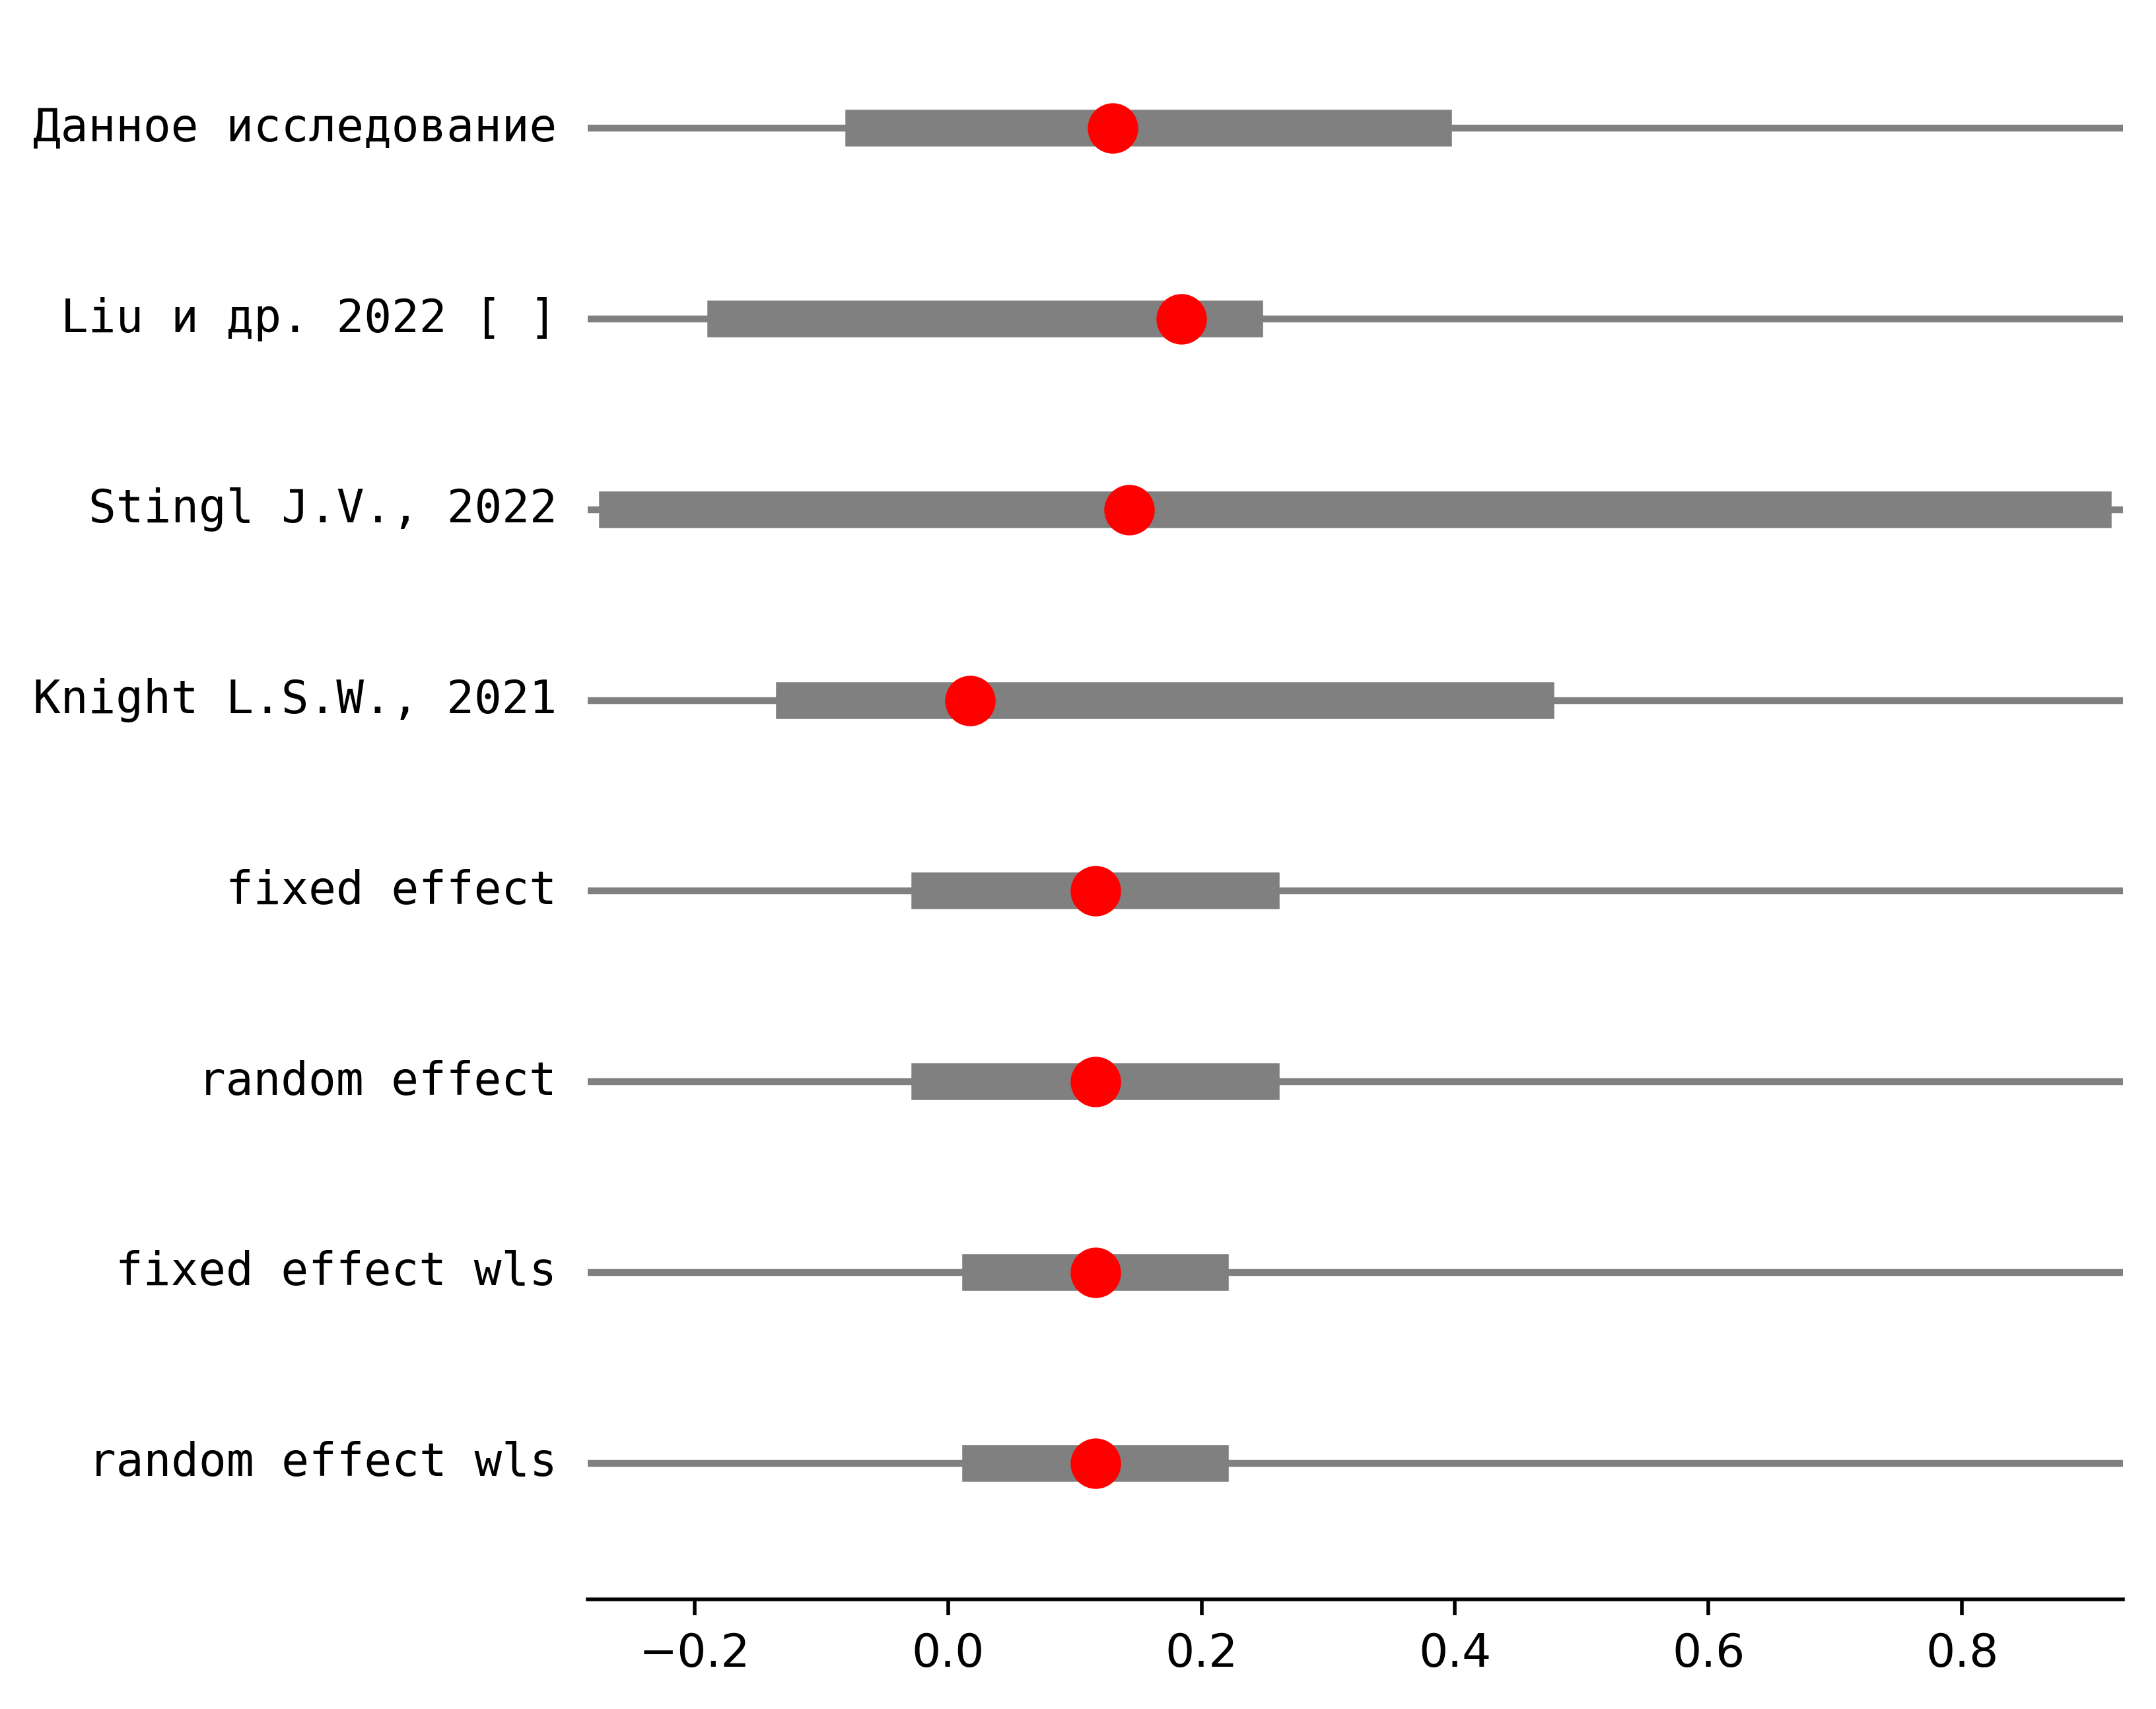 Данное исследование
Liu и др. 2022 [ ]
Stingl J.V., 2022
Knight L.S.W., 2021
fixed effect
random effect
fixed effect wls
random effect wls
−0.2 0.0 0.2 0.4 0.6 0.8